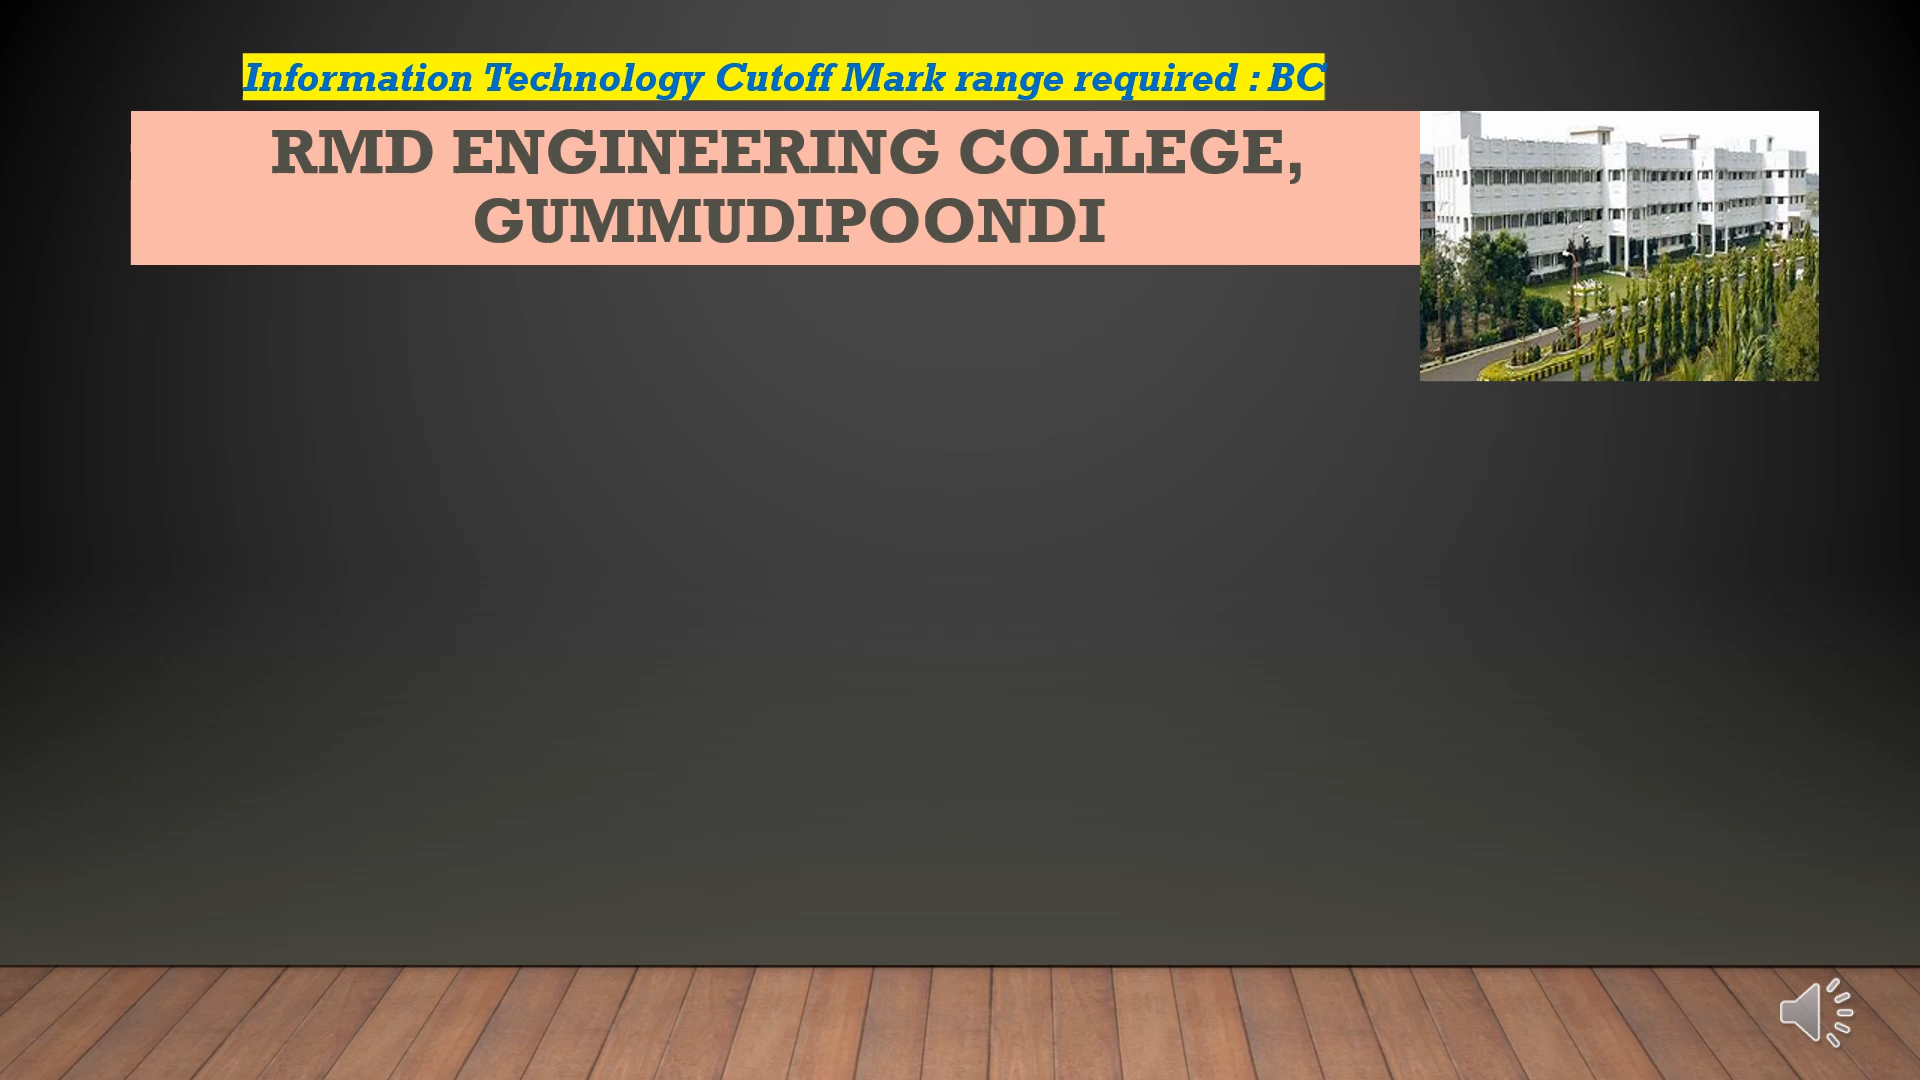 Information Technology Cutoff Mark range required : BC
RMD ENGINEERING COLLEGE,
GUMMUDIPOONDI